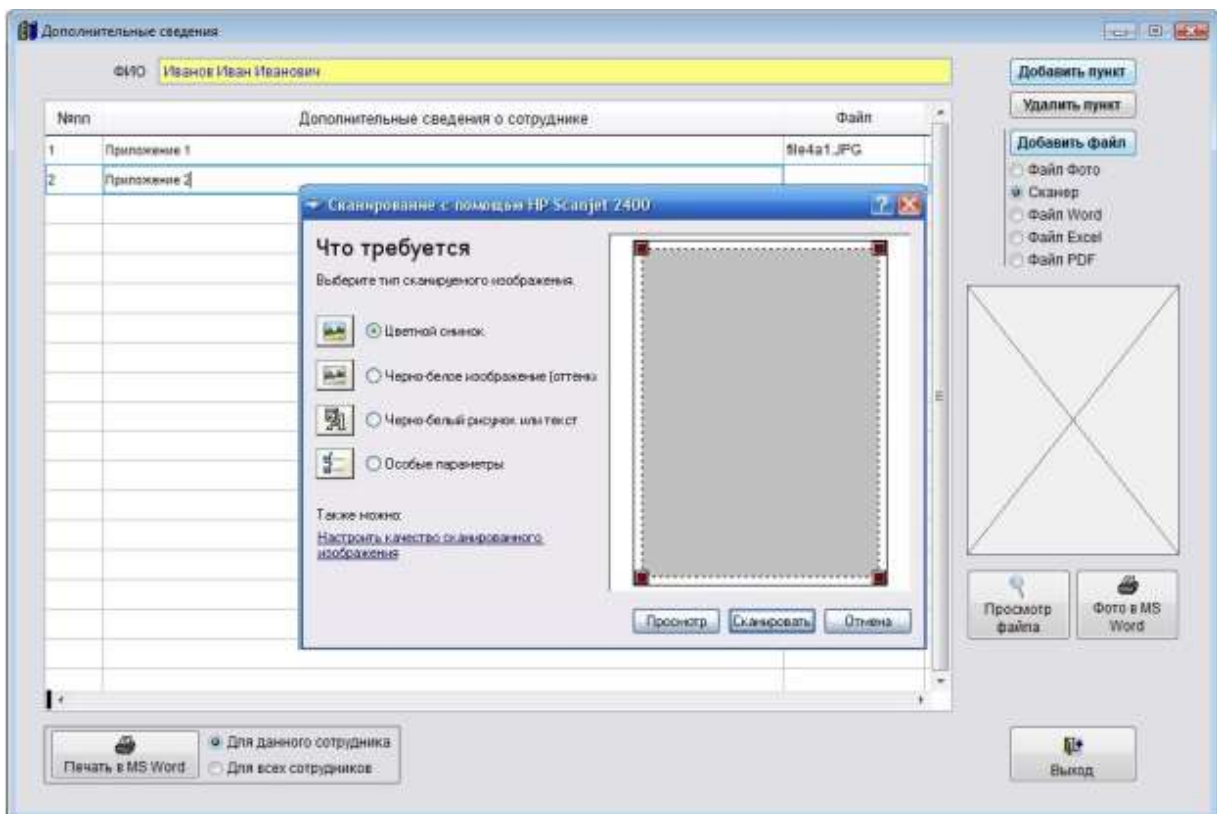 Дополнительные сведения
ФИО Иванов Иван Иванович
Добавить пункт
Удалить пункт
№пп Дополнительные сведения о сотруднике Файл
1 Приложение 1 file4a1.JPG
2 Приложение 2
Добавить файл
Файл Фото
Сканер
Файл Word
Файл Excel
Файл PDF
Сканирование с помощью HP Scanjet 2400
Что требуется
Выберите тип сканируемого изображения.
Цветной снимок
Черно-белое изображение (оттенки
Черно-белый рисунок или текст
Особые параметры
Также можно:
Настроить качество сканированного
изображения
Просмотр Сканировать Отмена
Просмотр
файла
Фото в MS
Word
Печать в MS Word
Для данного сотрудника
Для всех сотрудников
Выход